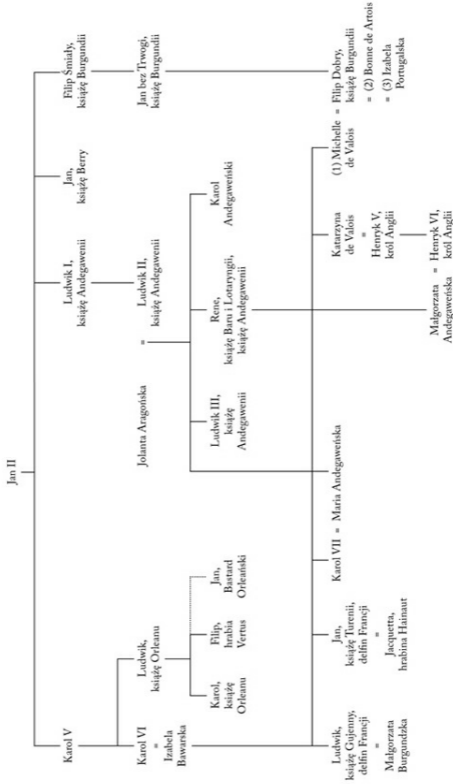 Jan II
Karol V
Ludwik I,
książę Andegawenii
Jan,
książę Berry
Filip Śmiały,
książę Burgundii
Karol VI
=
Izabela
Bawarska
Ludwik,
książę Orleanu
Jolanta Aragońska
=
Ludwik II,
książę Andegawenii
Jan bez Trwogi,
książę Burgundii
Karol,
książę
Orleanu
Filip,
hrabia
Vertus
Jan,
Bastard
Orleański
Ludwik III,
książę
Andegawenii
Rene,
książę Baru i Lotaryngii,
książę Andegawenii
Karol
Andegaweński
Ludwik,
książę Gujenny,
delfin Francji
=
Małgorzata
Burgundzka
Jan,
książę Turenii,
delfin Francji
=
Jacquetta,
hrabina Hainaut
Karol VII = Maria Andegaweńska
Katarzyna
de Valois
=
Henryk V,
król Anglii
(1) Michelle = Filip Dobry,
de Valois książę Burgundii
= (2) Bonne de Artois
= (3) Izabela
Portugalska
Małgorzata = Henryk VI,
Andegaweńska król Anglii